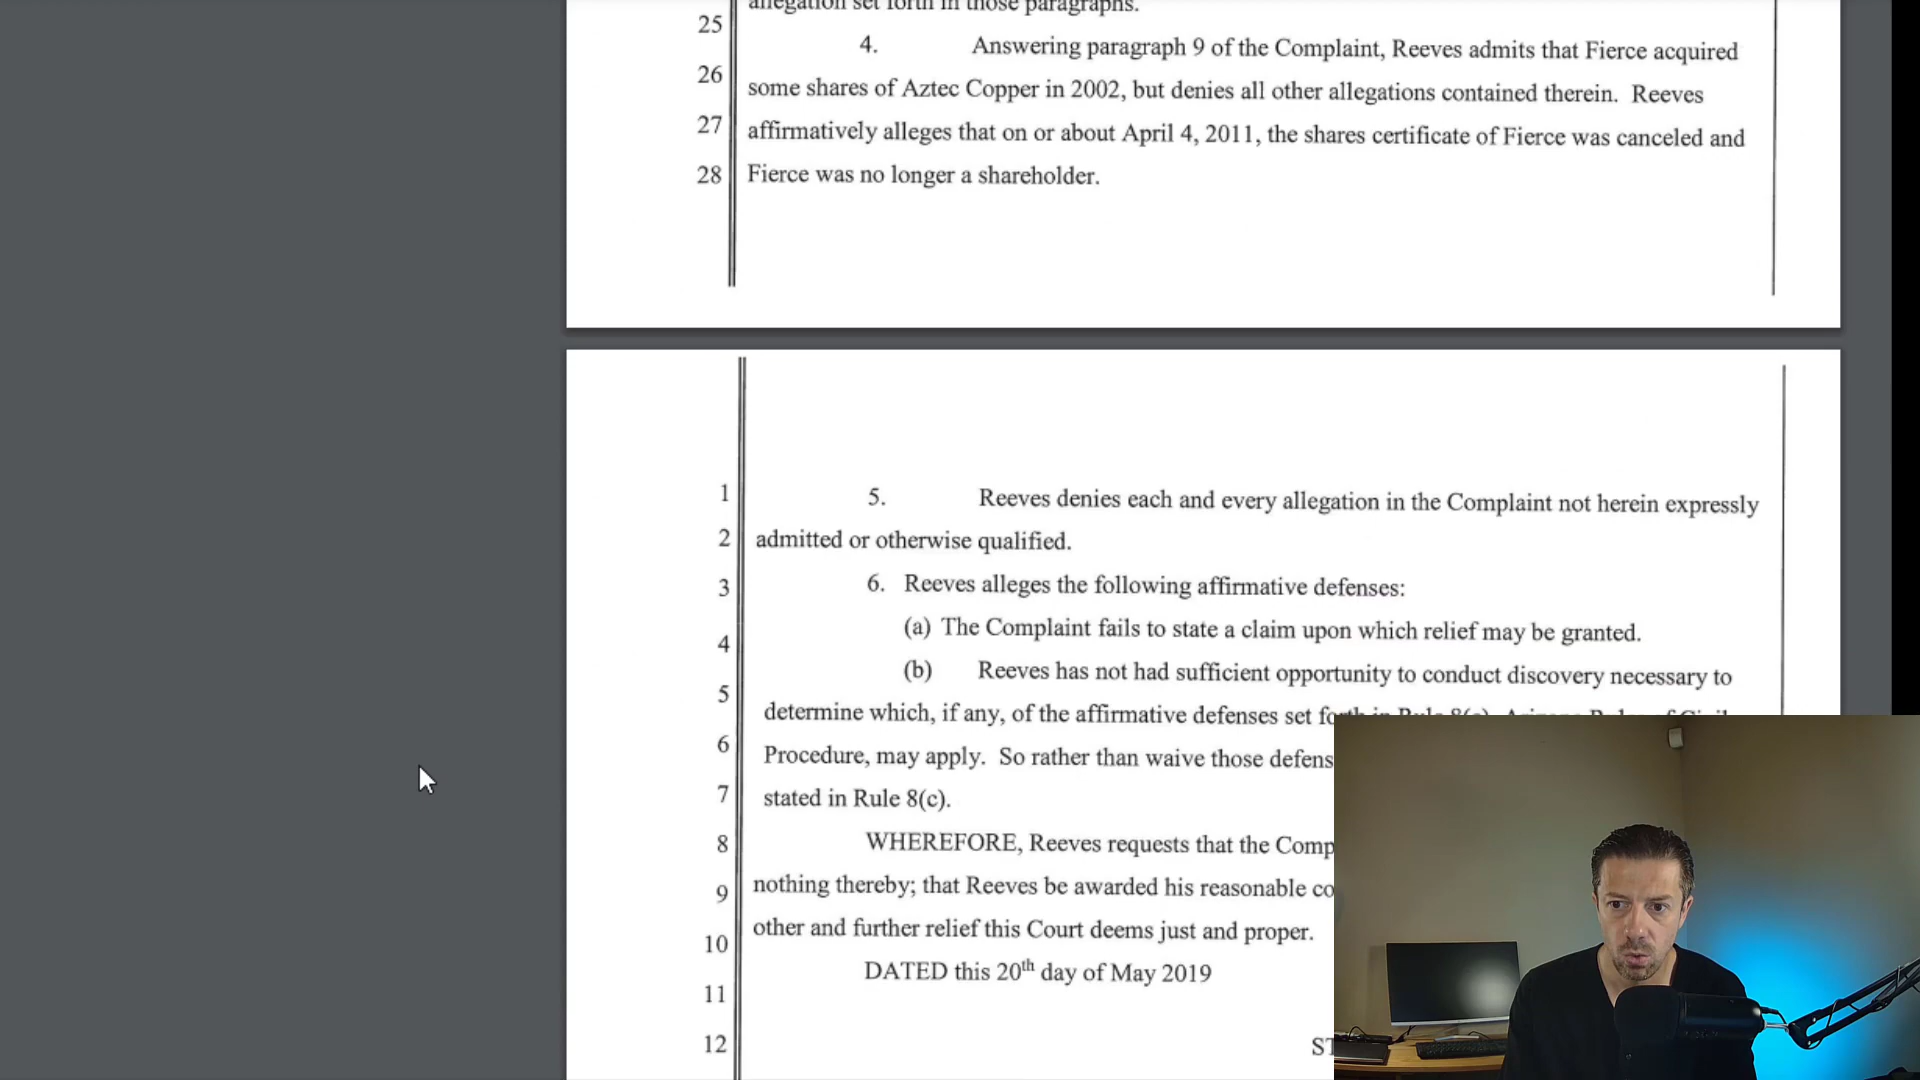 allegation set forth in those paragraphs.
25
4. Answering paragraph 9 of the Complaint, Reeves admits that Fierce acquired
26
some shares of Aztec Copper in 2002, but denies all other allegations contained therein. Reeves
27 affirmatively alleges that on or about April 4, 2011, the shares certificate of Fierce was canceled and
28 Fierce was no longer a shareholder.
1 5. Reeves denies each and every allegation in the Complaint not herein expressly
2 admitted or otherwise qualified.
3 6. Reeves alleges the following affirmative defenses:
4 (a) The Complaint fails to state a claim upon which relief may be granted.
(b) Reeves has not had sufficient opportunity to conduct discovery necessary to
5
determine which, if any, of the affirmative defenses set
6 Procedure, may apply. So rather than waive those
7 stated in Rule 8(c).
8 WHEREFORE, Reeves requests that the
9 nothing thereby; that Reeves be awarded his reasonable
10 other and further relief this Court deems just and proper.
DATED this 20th day of May 2019
11
12